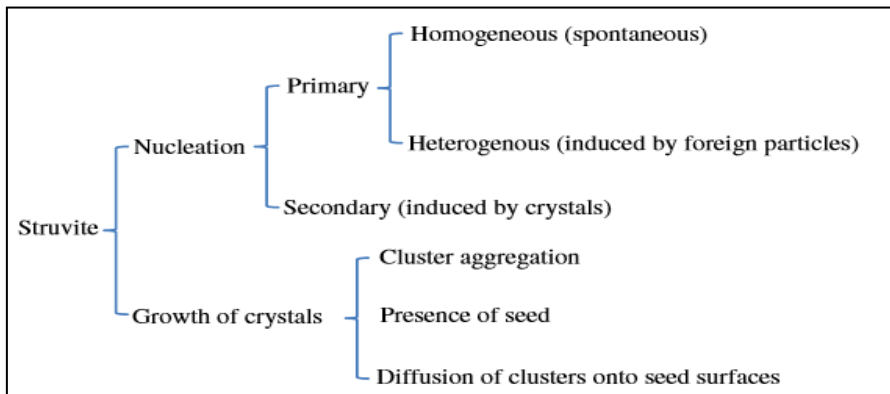 Homogeneous (spontaneous)
Primary
Nucleation
Heterogenous (induced by foreign particles)
Secondary (induced by crystals)
Struvite
Cluster aggregation
Growth of crystals
Presence of seed
Diffusion of clusters onto seed surfaces